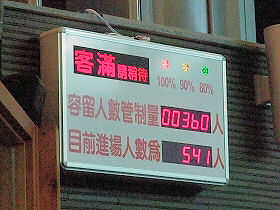 客滿 請稍待
100% 90% 80%
容留人數管制量 00360人
目前進場人數為 541人